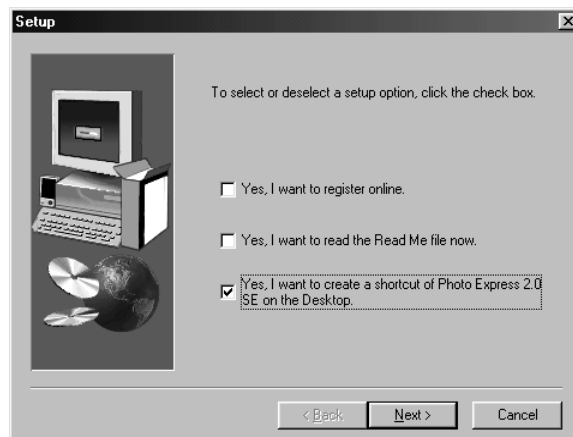 Setup
To select or deselect a setup option, click the check box.
Yes, I want to register online.
Yes, I want to read the Read Me file now.
Yes, I want to create a shortcut of Photo Express 2.0
SE on the Desktop.
< Back
Next >
Cancel